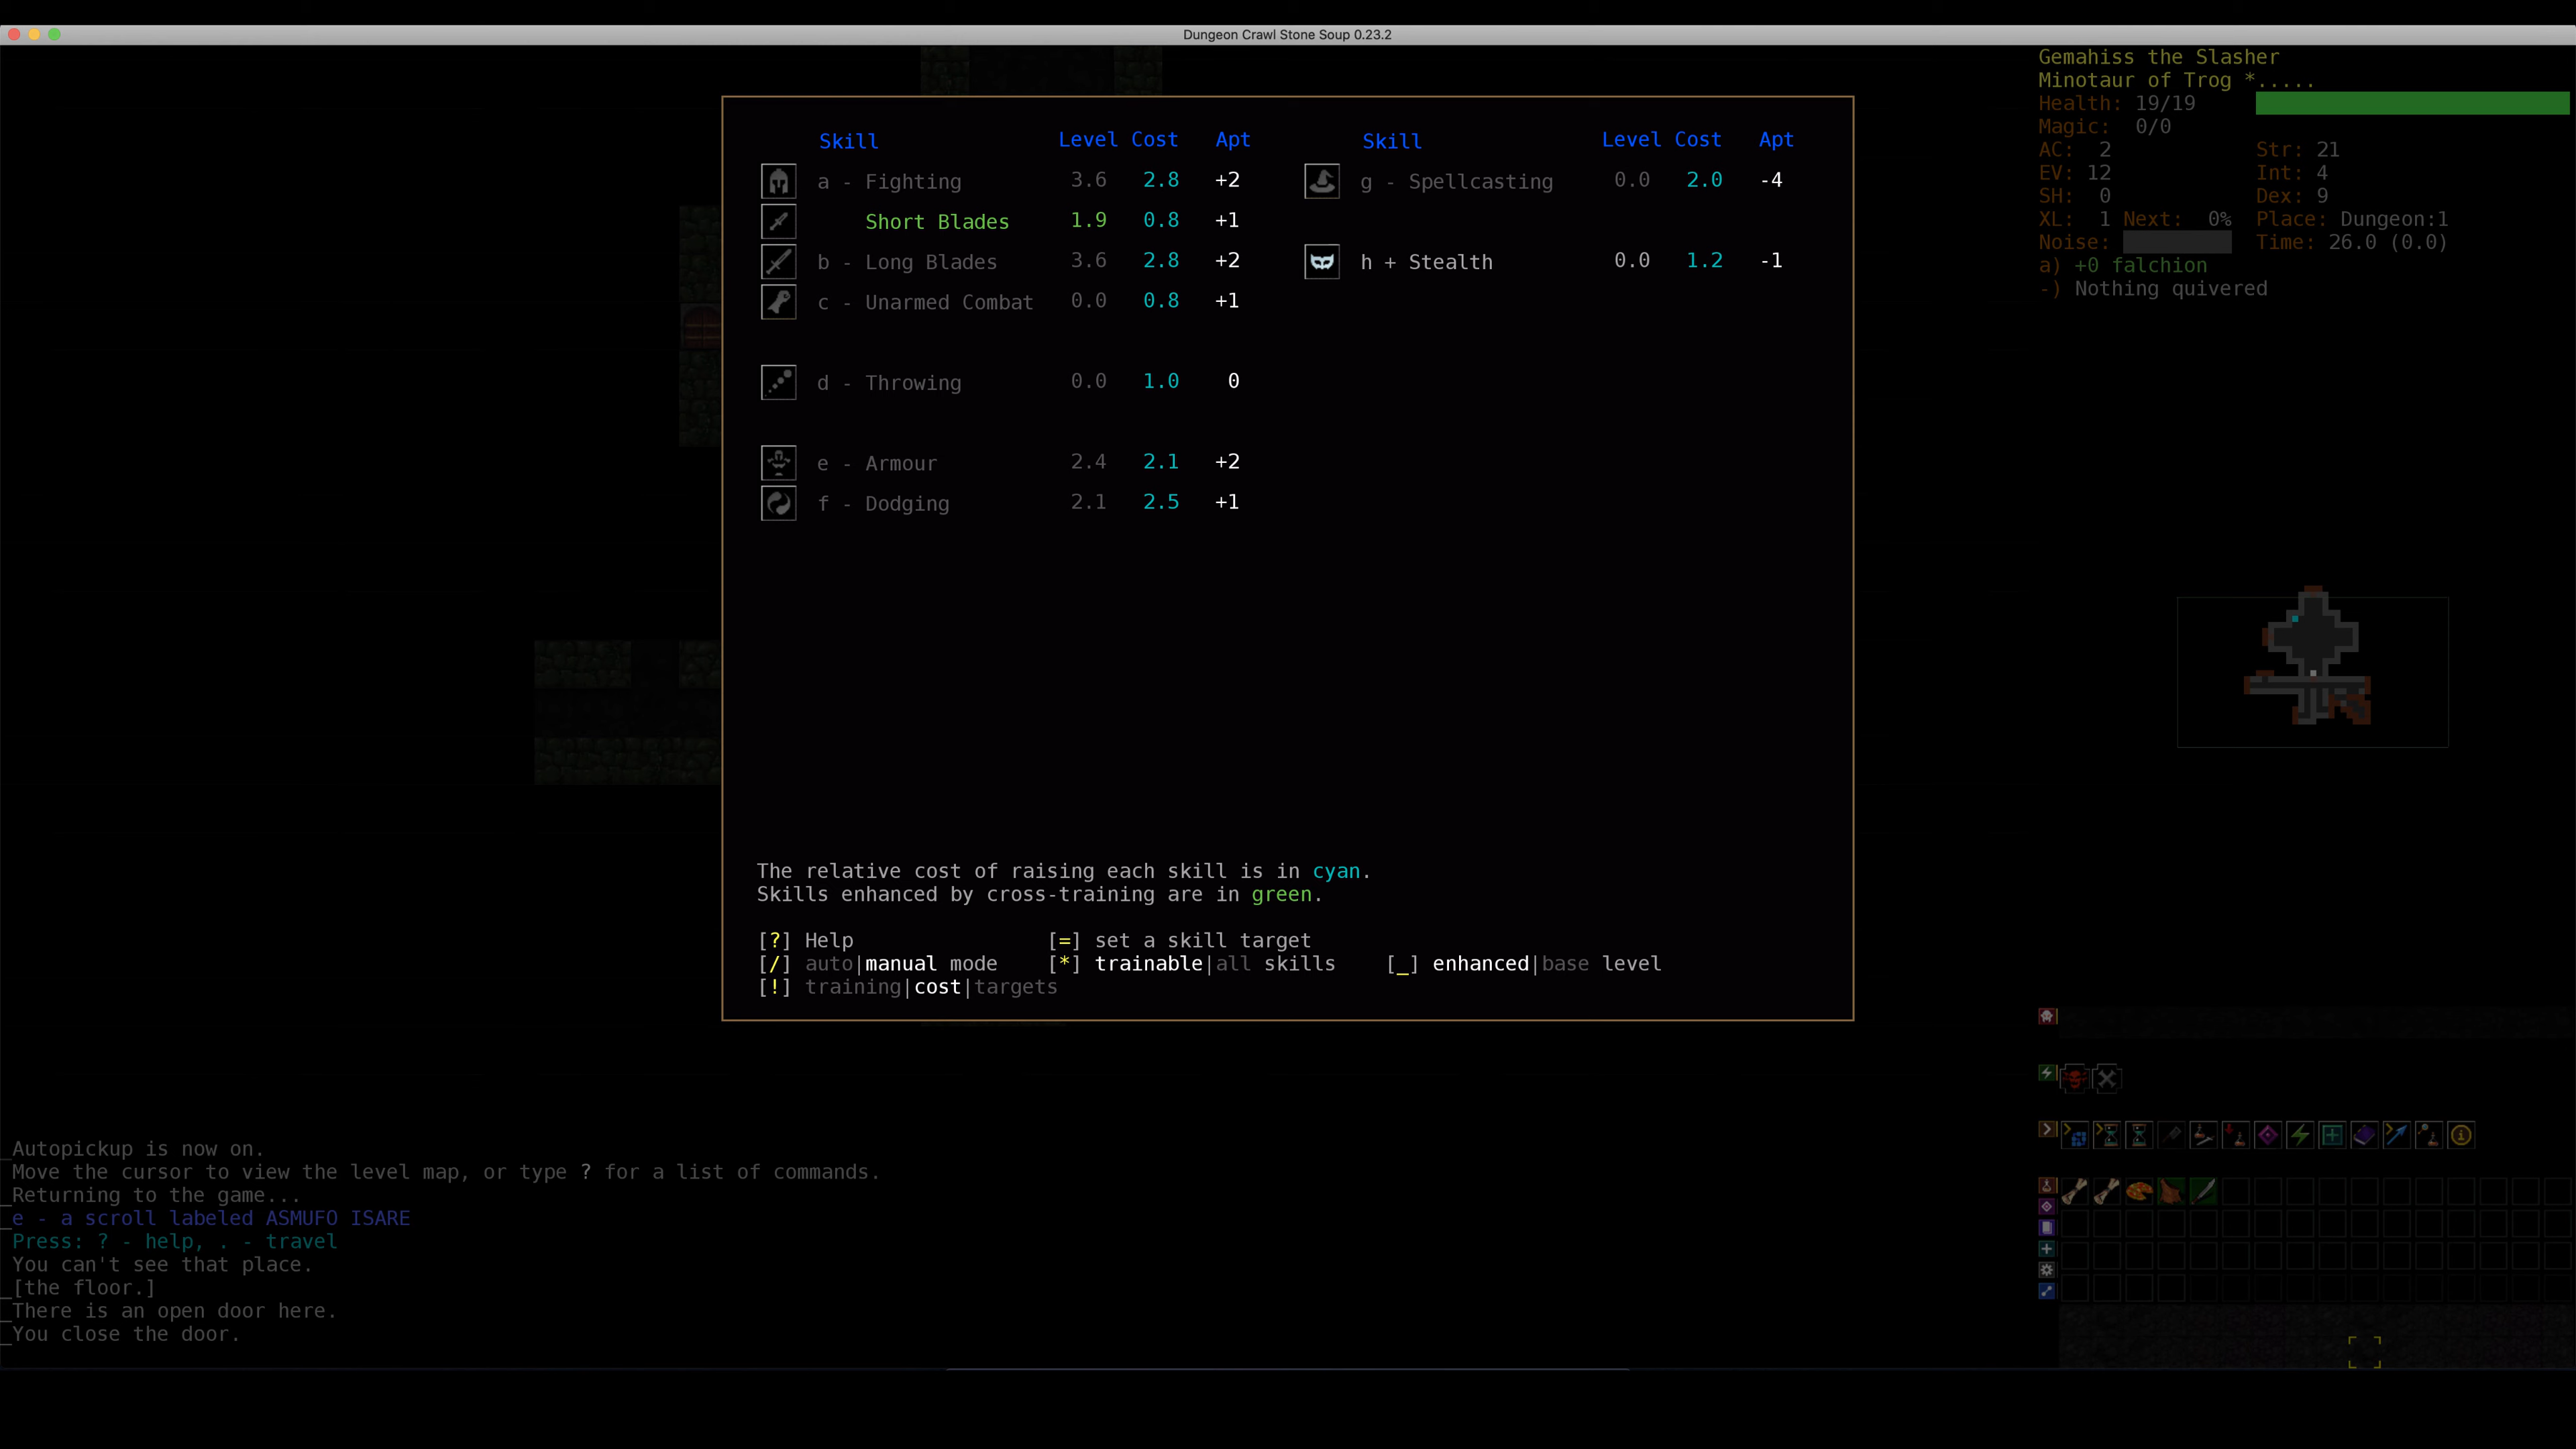 Dungeon Crawl Stone Soup 0.23.2
Gemahiss the Slasher
Minotaur of Trog *.....
Health: 19/19
Magic: 0/0
AC: 2 Str: 21
EV: 12 Int: 4
SH: 0 Dex: 9
XL: 1 Next: 0% Place: Dungeon:1
Noise: Time: 26.0 (0.0)
a) +0 falchion
-) Nothing quivered
Skill Level Cost Apt Skill Level Cost Apt
a - Fighting 3.6 2.8 +2 g - Spellcasting 0.0 2.0 -4
Short Blades 1.9 0.8 +1
b - Long Blades 3.6 2.8 +2 h + Stealth 0.0 1.2 -1
c - Unarmed Combat 0.0 0.8 +1
d - Throwing 0.0 1.0 0
e - Armour 2.4 2.1 +2
f - Dodging 2.1 2.5 +1
The relative cost of raising each skill is in cyan.
Skills enhanced by cross-training are in green.
[?] Help [=] set a skill target
[/] auto|manual mode [*] trainable|all skills [_] enhanced|base level
[!] training|cost|targets
Autopickup is now on.
_Move the cursor to view the level map, or type ? for a list of commands.
Returning to the game...
_e - a scroll labeled ASMUFO ISARE
_Press: ? - help, . - travel
You can't see that place.
[the floor.]
_There is an open door here.
_You close the door.
_